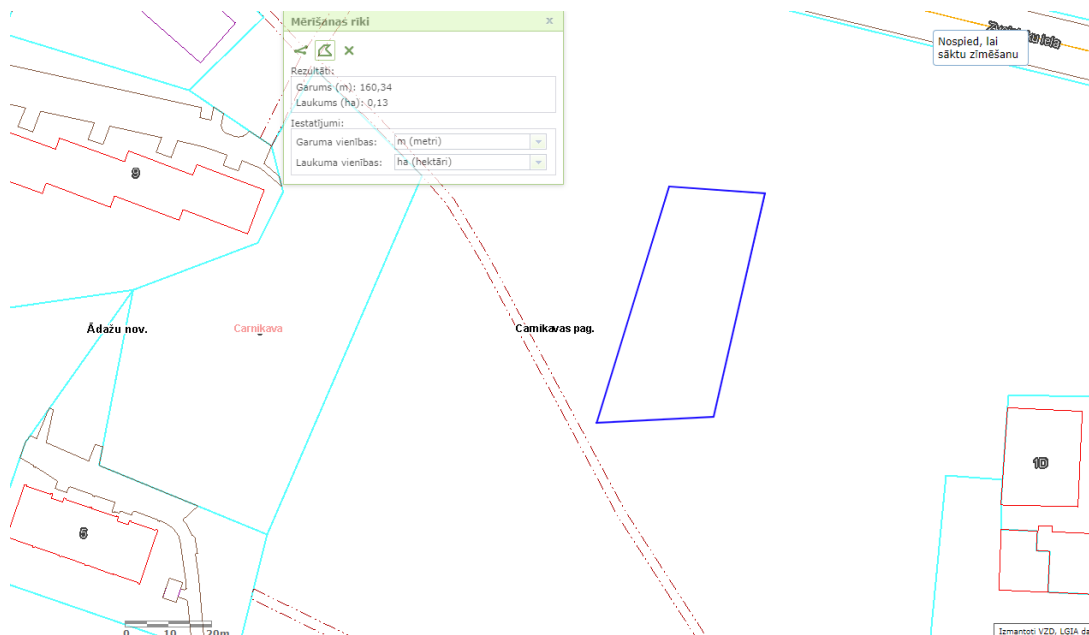 Mērīšanas rīki
x
Rezultāti:
Garums (m): 160,34
Laukums (ha): 0,13
Iestatījumi:
Garuma vienības: m (metri)
Laukuma vienības: ha (hektāri)
Nospied, lai
sāktu zīmēšanu
iela
9
Ādažu nov.
Carnikava
Carnikavas pag.
10
5
0 10 20m
Izmantoti VZD, LĢIA